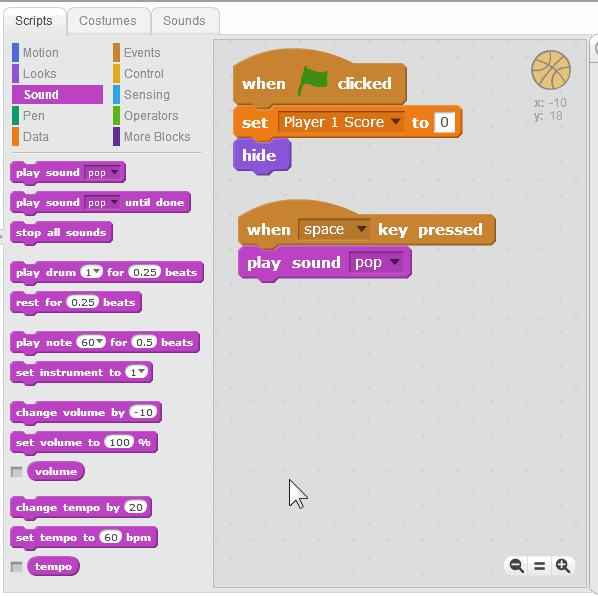 Scripts Costumes Sounds
Motion Events
Looks Control
Sound Sensing
Pen Operators
Data More Blocks
play sound pop
play sound pop until done
stop all sounds
play drum 1 for 0.25 beats
rest for 0.25 beats
play note 60 for 0.5 beats
set instrument to 1
change volume by -10
set volume to 100 %
volume
change tempo by 20
set tempo to 60 bpm
tempo
when clicked
set Player 1 Score to 0
hide
when space key pressed
play sound pop
x: -10
y: 18